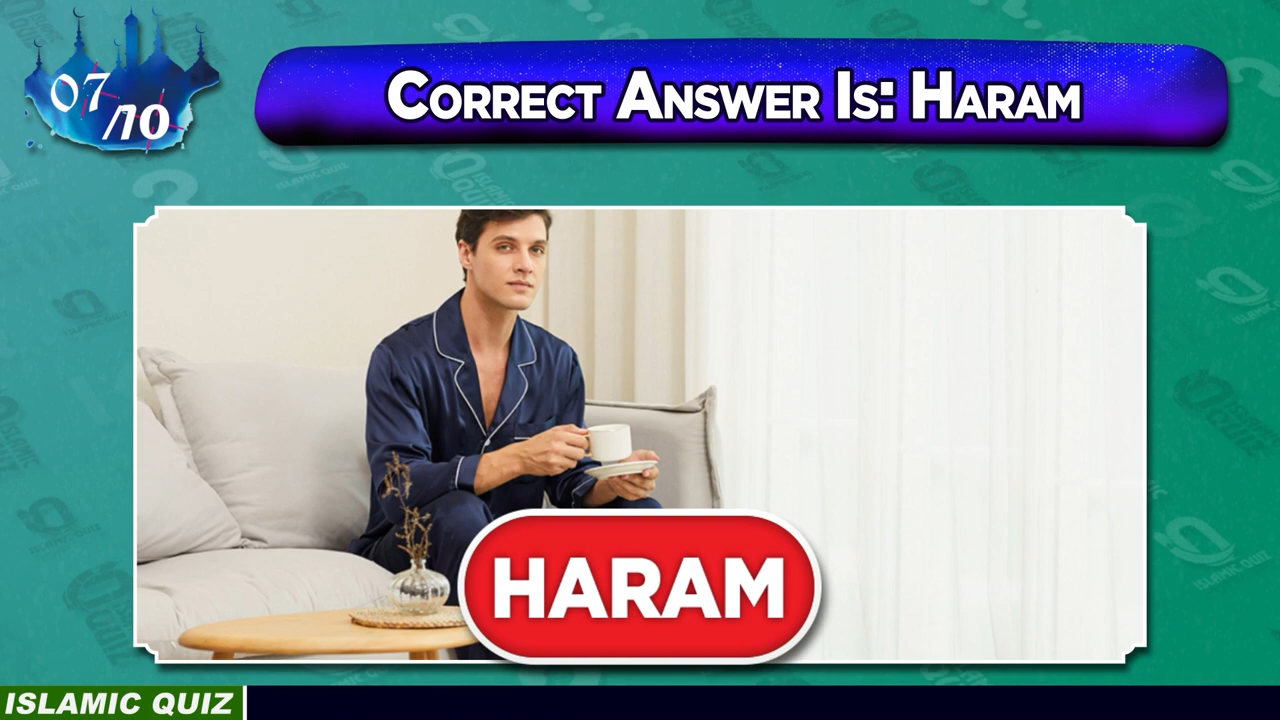 07
/10
CORRECT ANSWER IS: HARAM
HARAM
ISLAMIC QUIZ